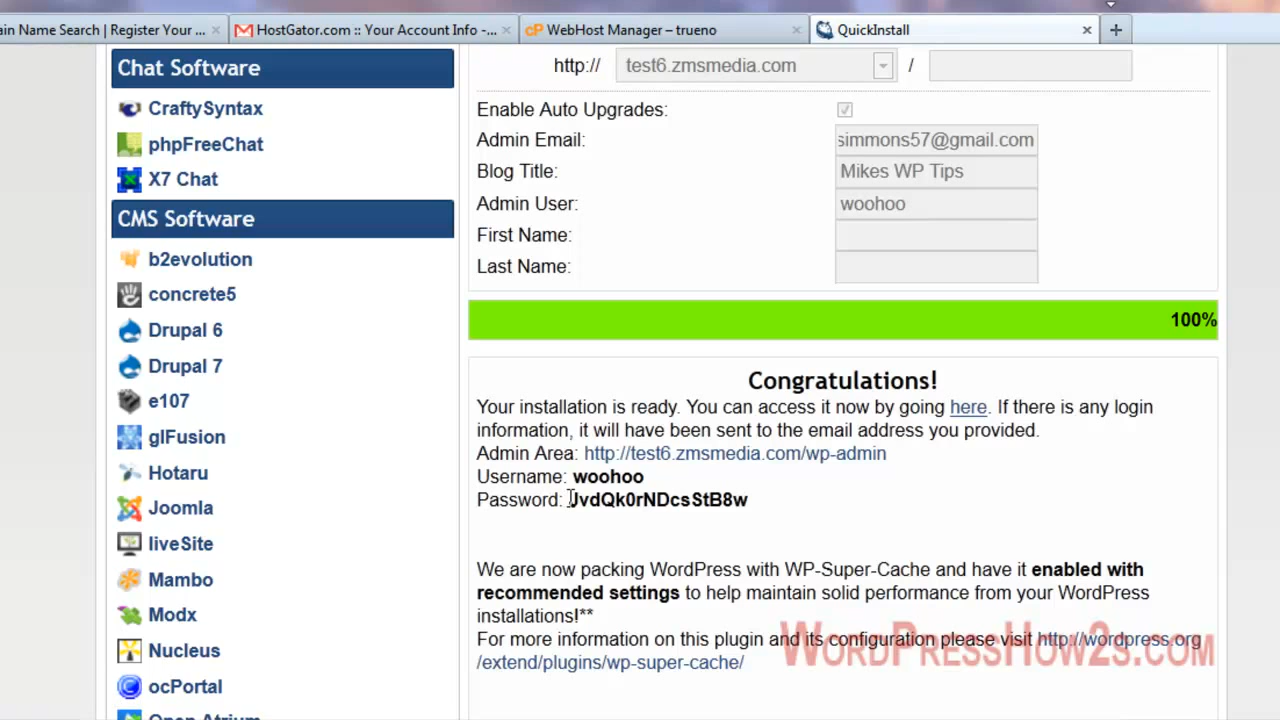 ain Name Search | Register Your ...
HostGator.com :: Your Account Info -...
WebHost Manager – trueno
QuickInstall
Chat Software
CraftySyntax
phpFreeChat
X7 Chat
CMS Software
b2evolution
concrete5
Drupal 6
Drupal 7
e107
glFusion
Hotaru
Joomla
liveSite
Mambo
Modx
Nucleus
ocPortal
Open Atrium
http:// test6.zmsmedia.com /
Enable Auto Upgrades:
Admin Email: simmons57@gmail.com
Blog Title: Mikes WP Tips
Admin User: woohoo
First Name:
Last Name:
100%
Congratulations!
Your installation is ready. You can access it now by going here. If there is any login
information, it will have been sent to the email address you provided.
Admin Area: http://test6.zmsmedia.com/wp-admin
Username: woohoo
Password: JvdQk0rNDcsStB8w
We are now packing WordPress with WP-Super-Cache and have it enabled with
recommended settings to help maintain solid performance from your WordPress
installations!**
For more information on this plugin and its configuration please visit http://wordpress.org
/extend/plugins/wp-super-cache/
WordPressHow2s.com